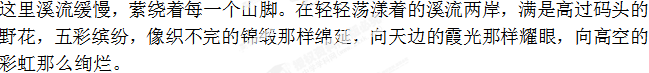 这里溪流缓慢，萦绕着每一个山脚。在轻轻荡漾着的溪流两岸，满是高过码头的
野花，五彩缤纷，像织不完的锦缎那样绵延，向天边的霞光那样耀眼，向高空的
彩虹那么绚烂。